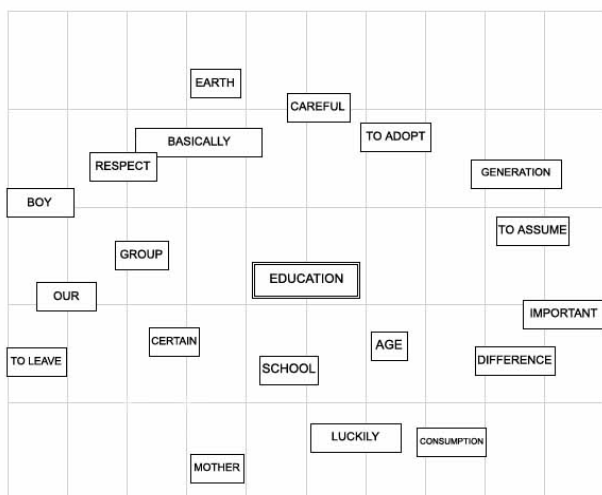 EARTH
CAREFUL
TO ADOPT
BASICALLY
RESPECT
GENERATION
BOY
TO ASSUME
GROUP
EDUCATION
OUR
IMPORTANT
CERTAIN
AGE
TO LEAVE
SCHOOL
DIFFERENCE
LUCKILY
CONSUMPTION
MOTHER